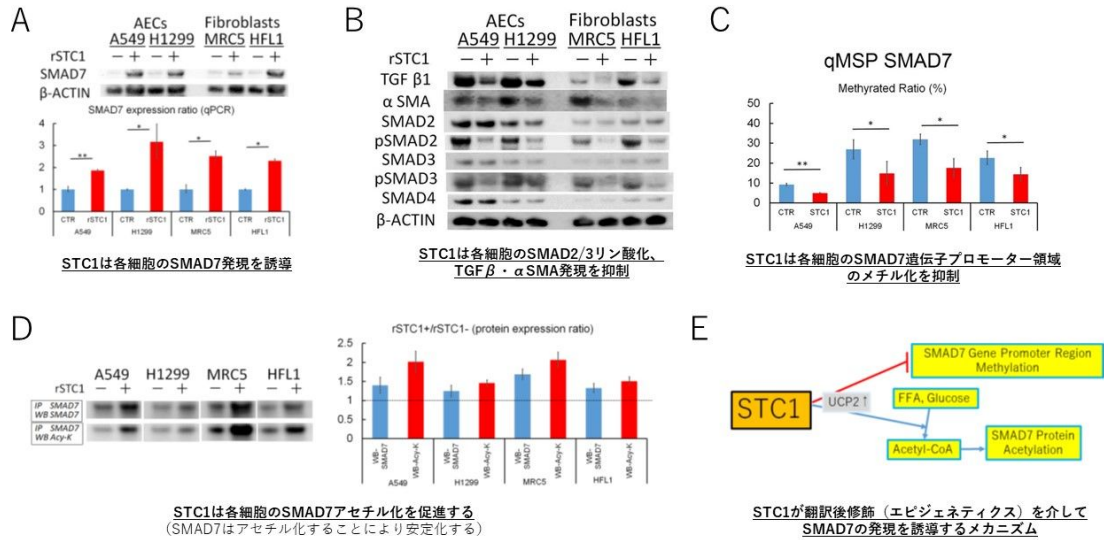 A
AECs Fibroblasts
A549 H1299 MRC5 HFL1
rSTC1 − + − + − + − +
SMAD7
β-ACTIN
SMAD7 expression ratio (qPCR)
4
3
2
1
0
** * * *
CTR rSTC1 CTR rSTC1 CTR rSTC1 CTR rSTC1
A549 H1299 MRC5 HFL1
STC1は各細胞のSMAD7発現を誘導
B
AECs Fibroblasts
A549 H1299 MRC5 HFL1
rSTC1 − + − + − + − +
TGF β1
α SMA
SMAD2
pSMAD2
SMAD3
pSMAD3
SMAD4
β-ACTIN
STC1は各細胞のSMAD2/3リン酸化、
TGFβ・αSMA発現を抑制
C
qMSP SMAD7
Methyrated Ratio (%)
50
40
30
20
10
0
** * * *
CTR STC1 CTR STC1 CTR STC1 CTR STC1
A549 H1299 MRC5 HFL1
STC1は各細胞のSMAD7遺伝子プロモーター領域
のメチル化を抑制
D
A549 H1299 MRC5 HFL1
rSTC1 − + − + − + − +
IP SMAD7
WB SMAD7
IP SMAD7
WB Acy-K
rSTC1+/rSTC1- (protein expression ratio)
2.5
2
1.5
1
0.5
0
WB-SMAD7 WB-Acy-K WB-SMAD7 WB-Acy-K WB-SMAD7 WB-Acy-K WB-SMAD7 WB-Acy-K
A549 H1299 MRC5 HFL1
STC1は各細胞のSMAD7アセチル化を促進する
(SMAD7はアセチル化することにより安定化する)
E
SMAD7 Gene Promoter Region
Methylation
STC1
UCP2↑
FFA, Glucose
Acetyl-CoA
SMAD7 Protein
Acetylation
STC1が翻訳後修飾（エピジェネティクス）を介して
SMAD7の発現を誘導するメカニズム